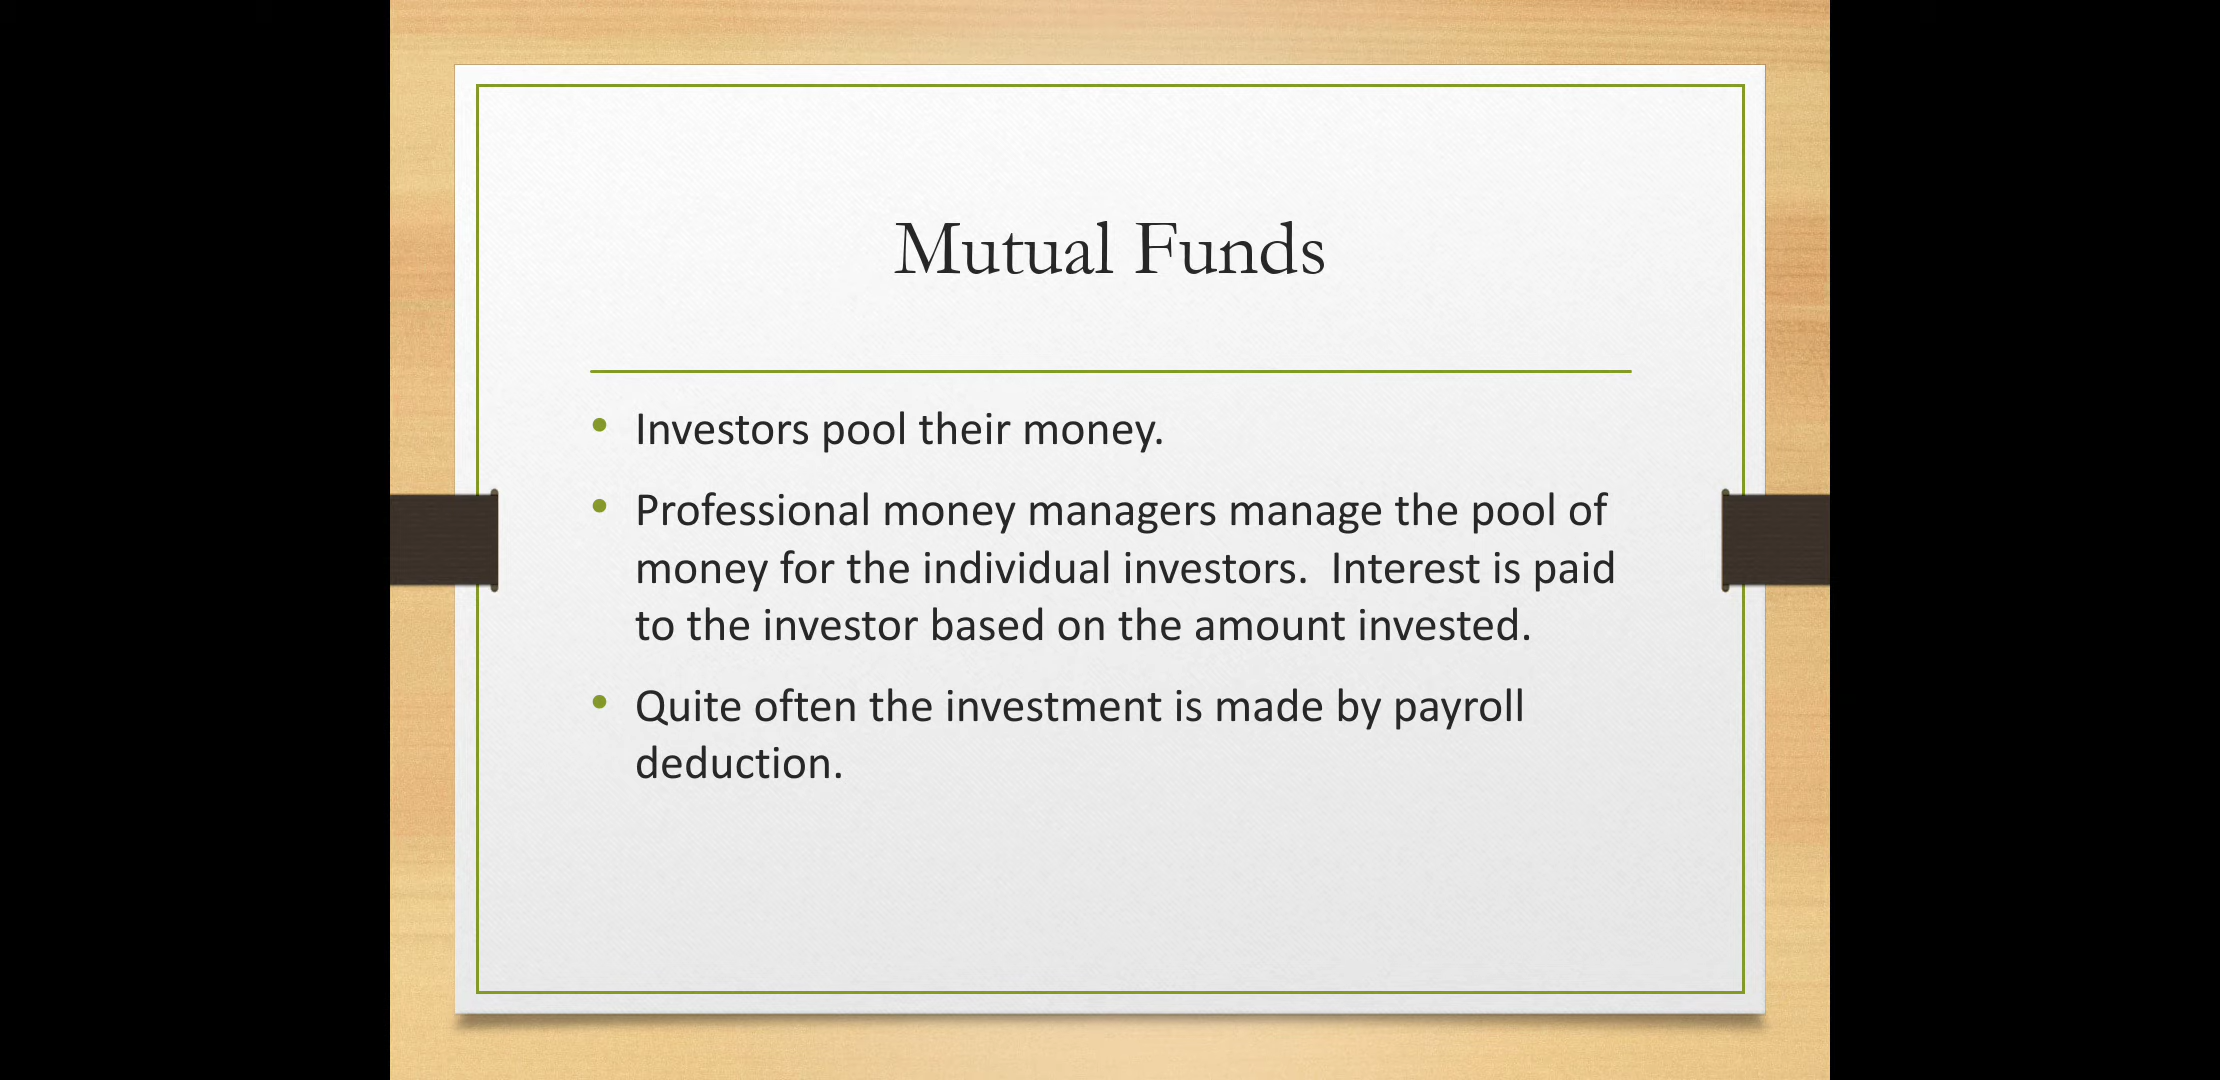 Mutual Funds
• Investors pool their money.
• Professional money managers manage the pool of
money for the individual investors.  Interest is paid
to the investor based on the amount invested.
• Quite often the investment is made by payroll
deduction.